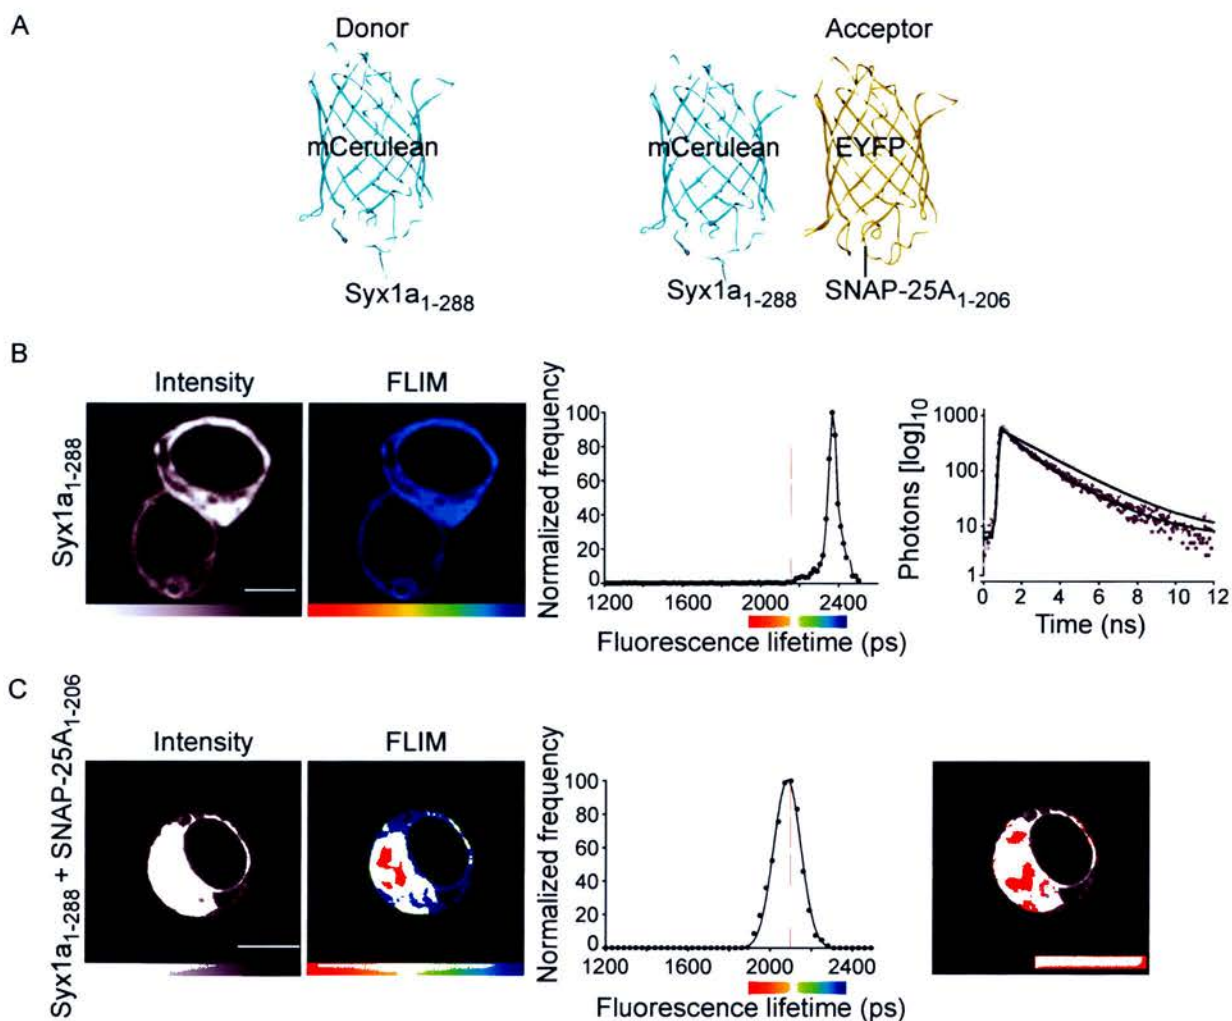 A
Donor
Acceptor
mCerulean
mCerulean
EYFP
Syx1a1-288
Syx1a1-288
SNAP-25A1-206
B
Intensity
FLIM
Syx1a1-288
Normalized frequency
100
80
60
40
20
0
1200
1600
2000
2400
Fluorescence lifetime (ps)
Photons [log]10
1000
100
10
1
0
2
4
6
8
10
12
Time (ns)
C
Intensity
FLIM
Syx1a1-288 + SNAP-25A1-206
Normalized frequency
100
80
60
40
20
0
1200
1600
2000
2400
Fluorescence lifetime (ps)